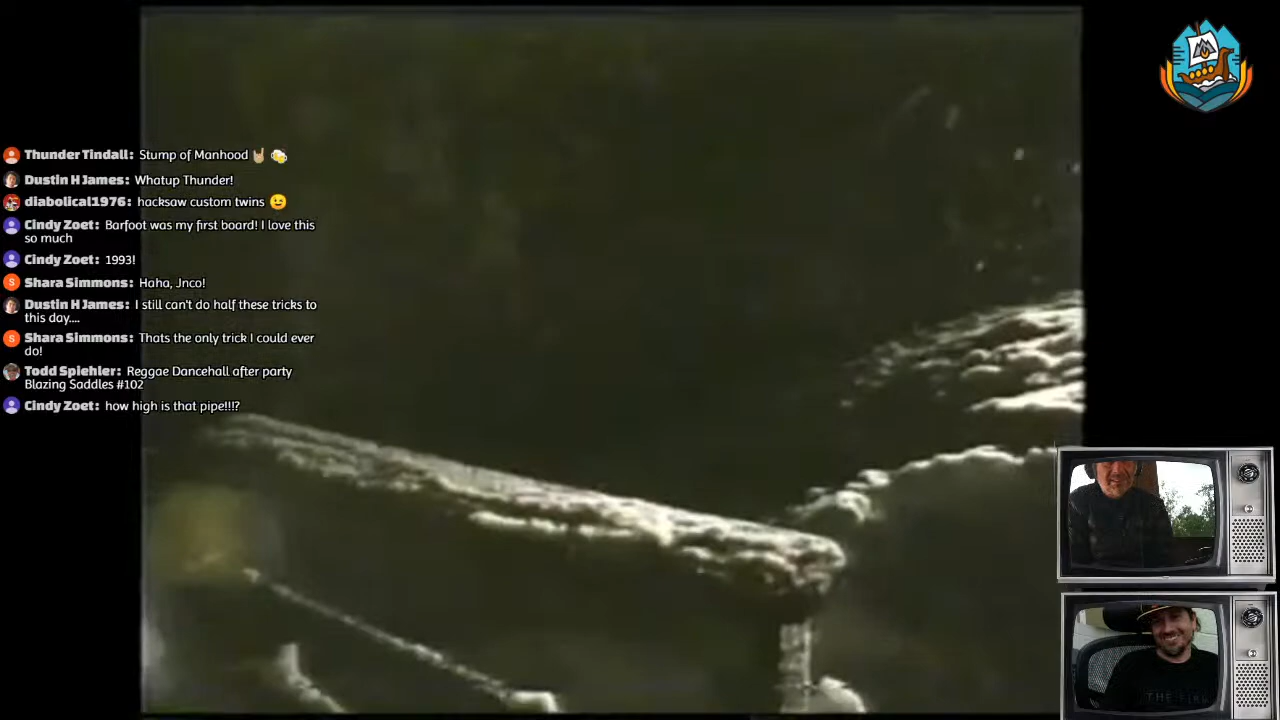 Thunder Tindall: Stump of Manhood 🤘🏼 🍻
Dustin H James: Whatup Thunder!
diabolical1976: hacksaw custom twins 😉
Cindy Zoet: Barfoot was my first board! I love this
so much
Cindy Zoet: 1993!
S Shara Simmons: Haha, Jnco!
Dustin H James: I still can't do half these tricks to
this day....
S Shara Simmons: Thats the only trick I could ever
do!
Todd Spiehler: Reggae Dancehall after party
Blazing Saddles #102
Cindy Zoet: how high is that pipe!!!?
THE